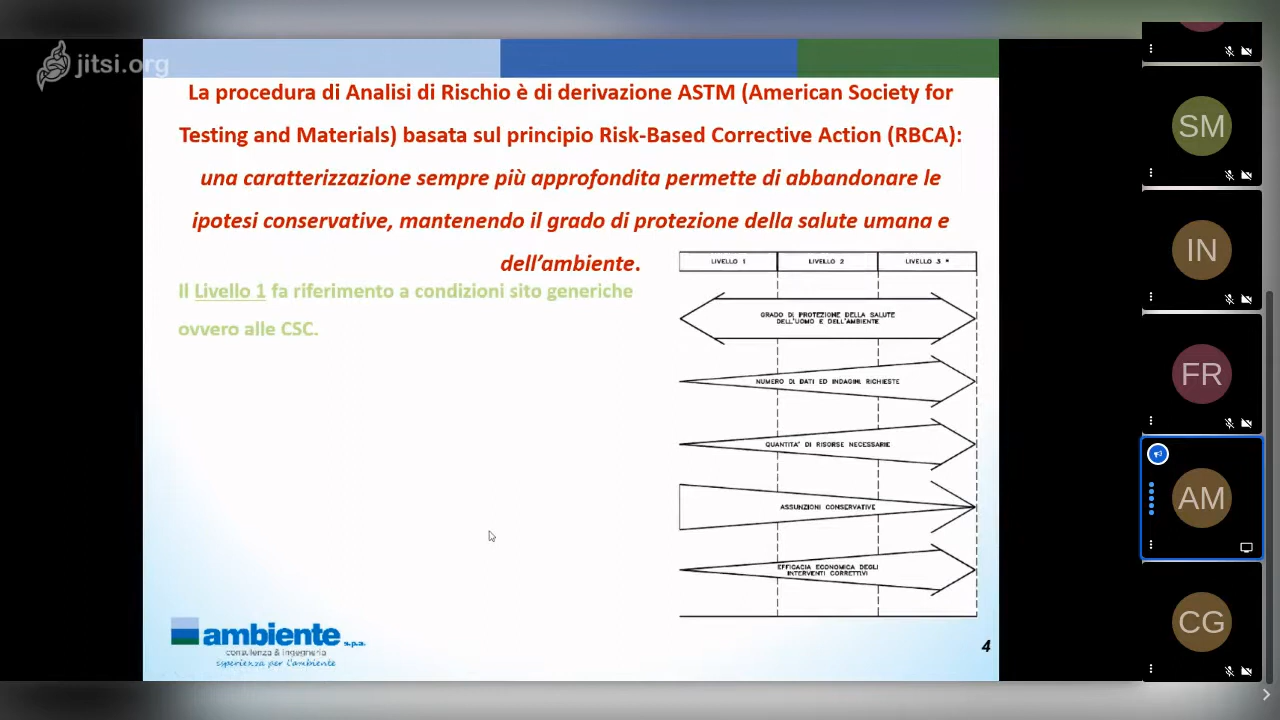 jitsi.org
La procedura di Analisi di Rischio è di derivazione ASTM (American Society for
Testing and Materials) basata sul principio Risk-Based Corrective Action (RBCA):
una caratterizzazione sempre più approfondita permette di abbandonare le
ipotesi conservative, mantenendo il grado di protezione della salute umana e
dell’ambiente.
Il Livello 1 fa riferimento a condizioni sito generiche
ovvero alle CSC.
LIVELLO 1
LIVELLO 2
LIVELLO 3 *
GRADO DI PROTEZIONE DELLA SALUTE
DELL'UOMO E DELL'AMBIENTE
NUMERO DI DATI ED INDAGINI RICHIESTE
QUANTITA' DI RISORSE NECESSARIE
ASSUNZIONI CONSERVATIVE
EFFICACIA ECONOMICA DEGLI
INTERVENTI CORRETTIVI
ambiente s.p.a.
consulenza & ingegneria
esperienza per l'ambiente
4
SM
IN
FR
AM
CG